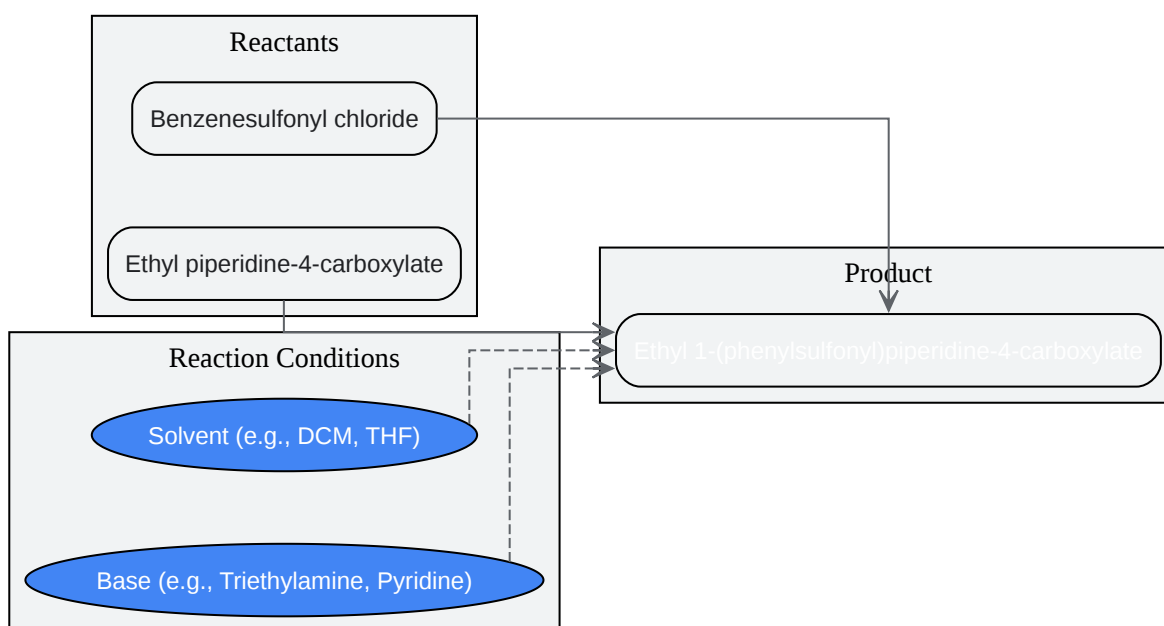 Reactants
Benzenesulfonyl chloride
Ethyl piperidine-4-carboxylate
Product
Ethyl 1-(phenylsulfonyl)piperidine-4-carboxylate
Reaction Conditions
Solvent (e.g., DCM, THF)
Base (e.g., Triethylamine, Pyridine)